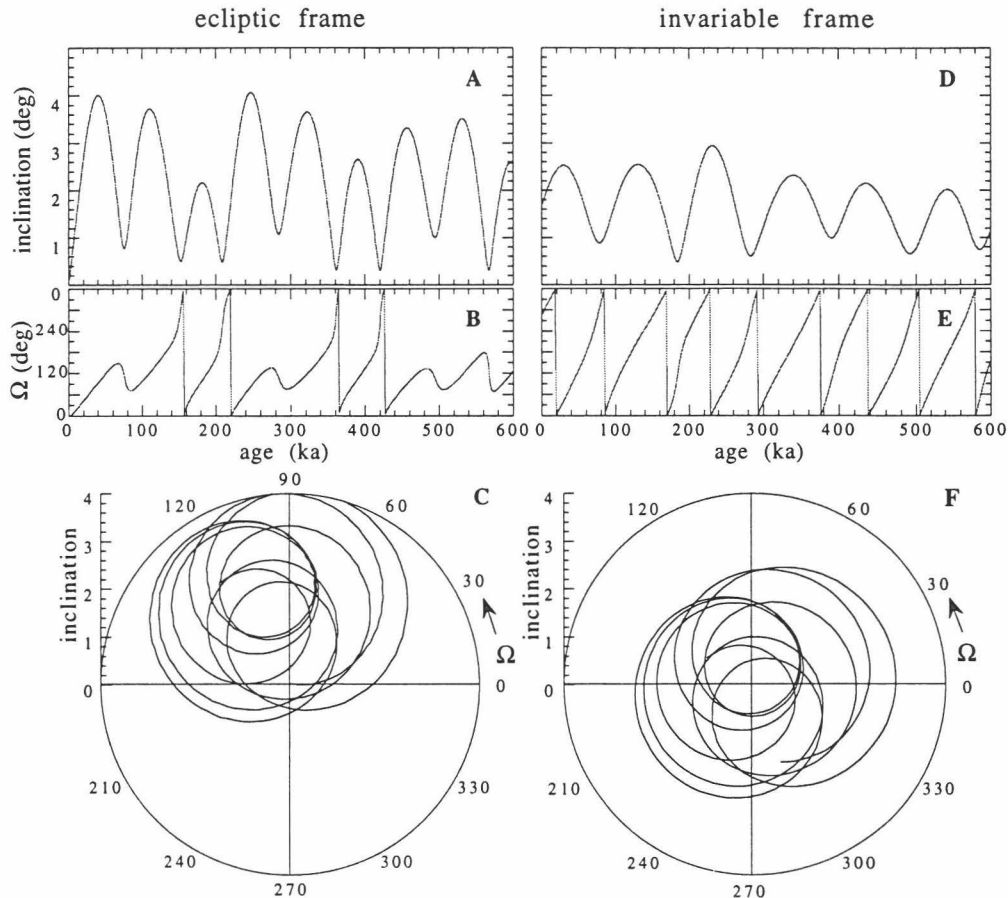 ecliptic frame
invariable frame
A
D
4
3
2
1
inclination (deg)
0
240
120
0
Ω (deg)
B
E
0 100 200 300 400 500 600
0 100 200 300 400 500 600
age (ka)
age (ka)
90
C
F
120
60
120
60
4
3
2
1
0
inclination
4
3
2
1
0
inclination
30
30
Ω
Ω
0
0
210
330
210
330
240
300
240
300
270
270